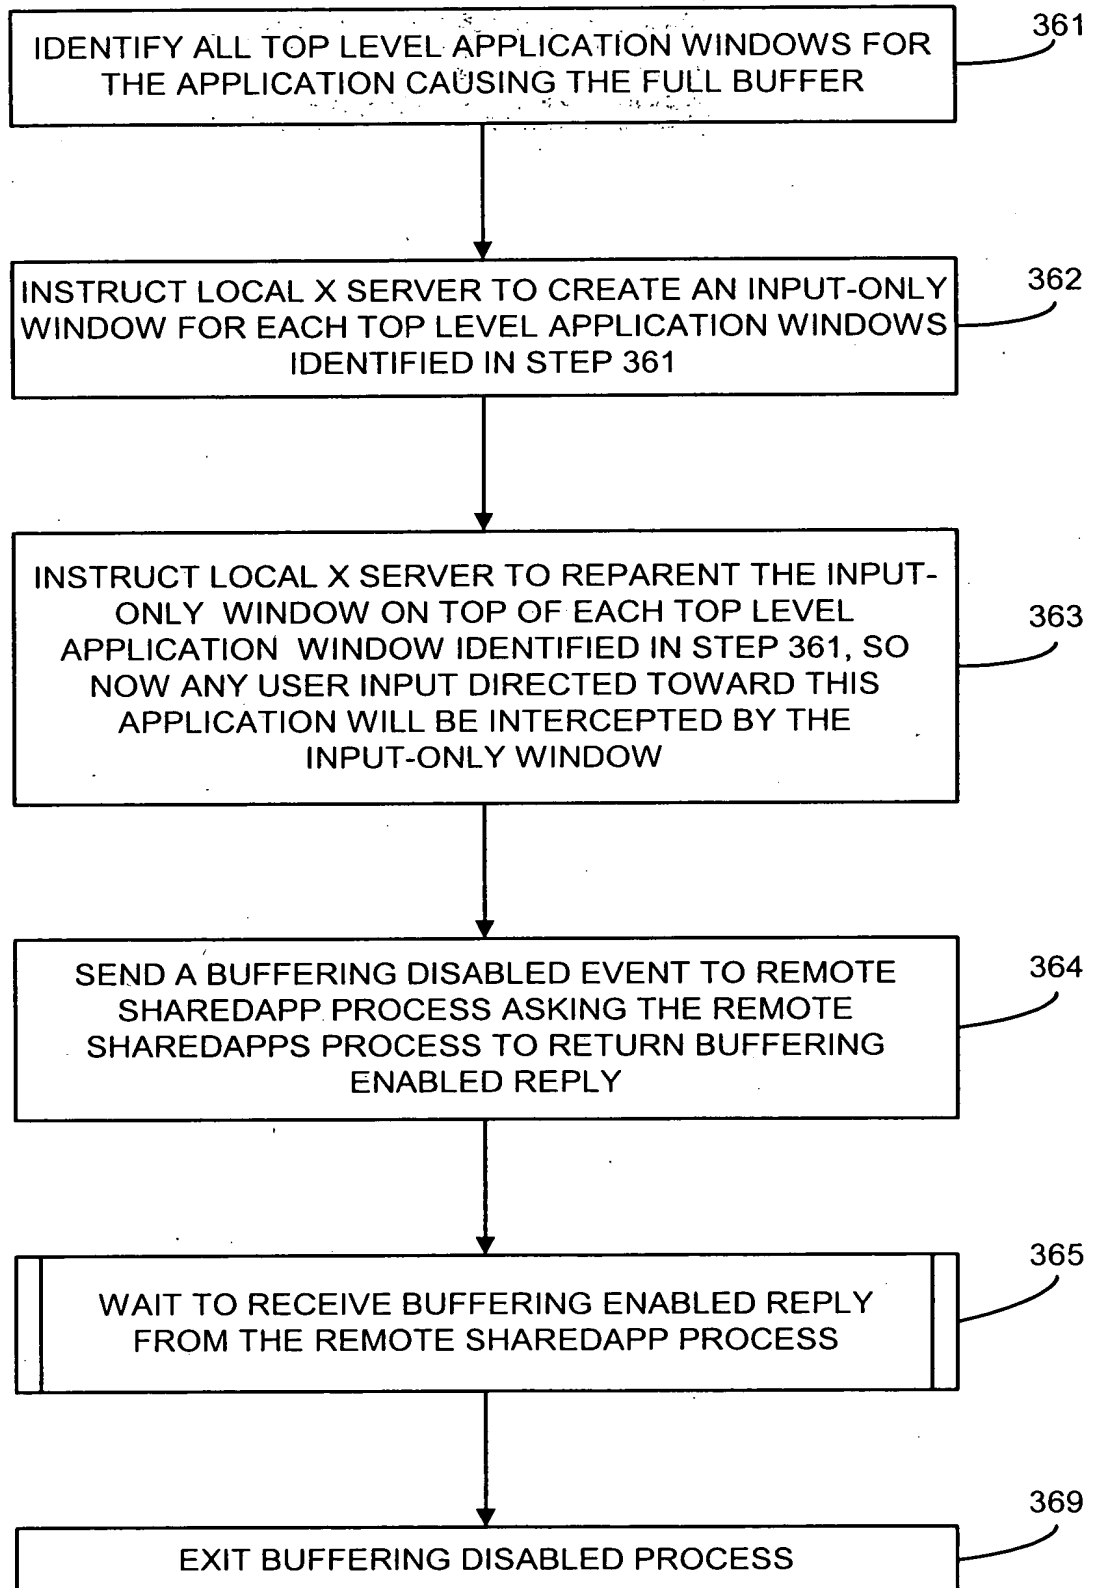 361
IDENTIFY ALL TOP LEVEL APPLICATION WINDOWS FOR
THE APPLICATION CAUSING THE FULL BUFFER
362
INSTRUCT LOCAL X SERVER TO CREATE AN INPUT-ONLY
WINDOW FOR EACH TOP LEVEL APPLICATION WINDOWS
IDENTIFIED IN STEP 361
363
INSTRUCT LOCAL X SERVER TO REPARENT THE INPUT-
ONLY WINDOW ON TOP OF EACH TOP LEVEL
APPLICATION WINDOW IDENTIFIED IN STEP 361, SO
NOW ANY USER INPUT DIRECTED TOWARD THIS
APPLICATION WILL BE INTERCEPTED BY THE
INPUT-ONLY WINDOW
364
SEND A BUFFERING DISABLED EVENT TO REMOTE
SHAREDAPP PROCESS ASKING THE REMOTE
SHAREDAPPS PROCESS TO RETURN BUFFERING
ENABLED REPLY
365
WAIT TO RECEIVE BUFFERING ENABLED REPLY
FROM THE REMOTE SHAREDAPP PROCESS
369
EXIT BUFFERING DISABLED PROCESS